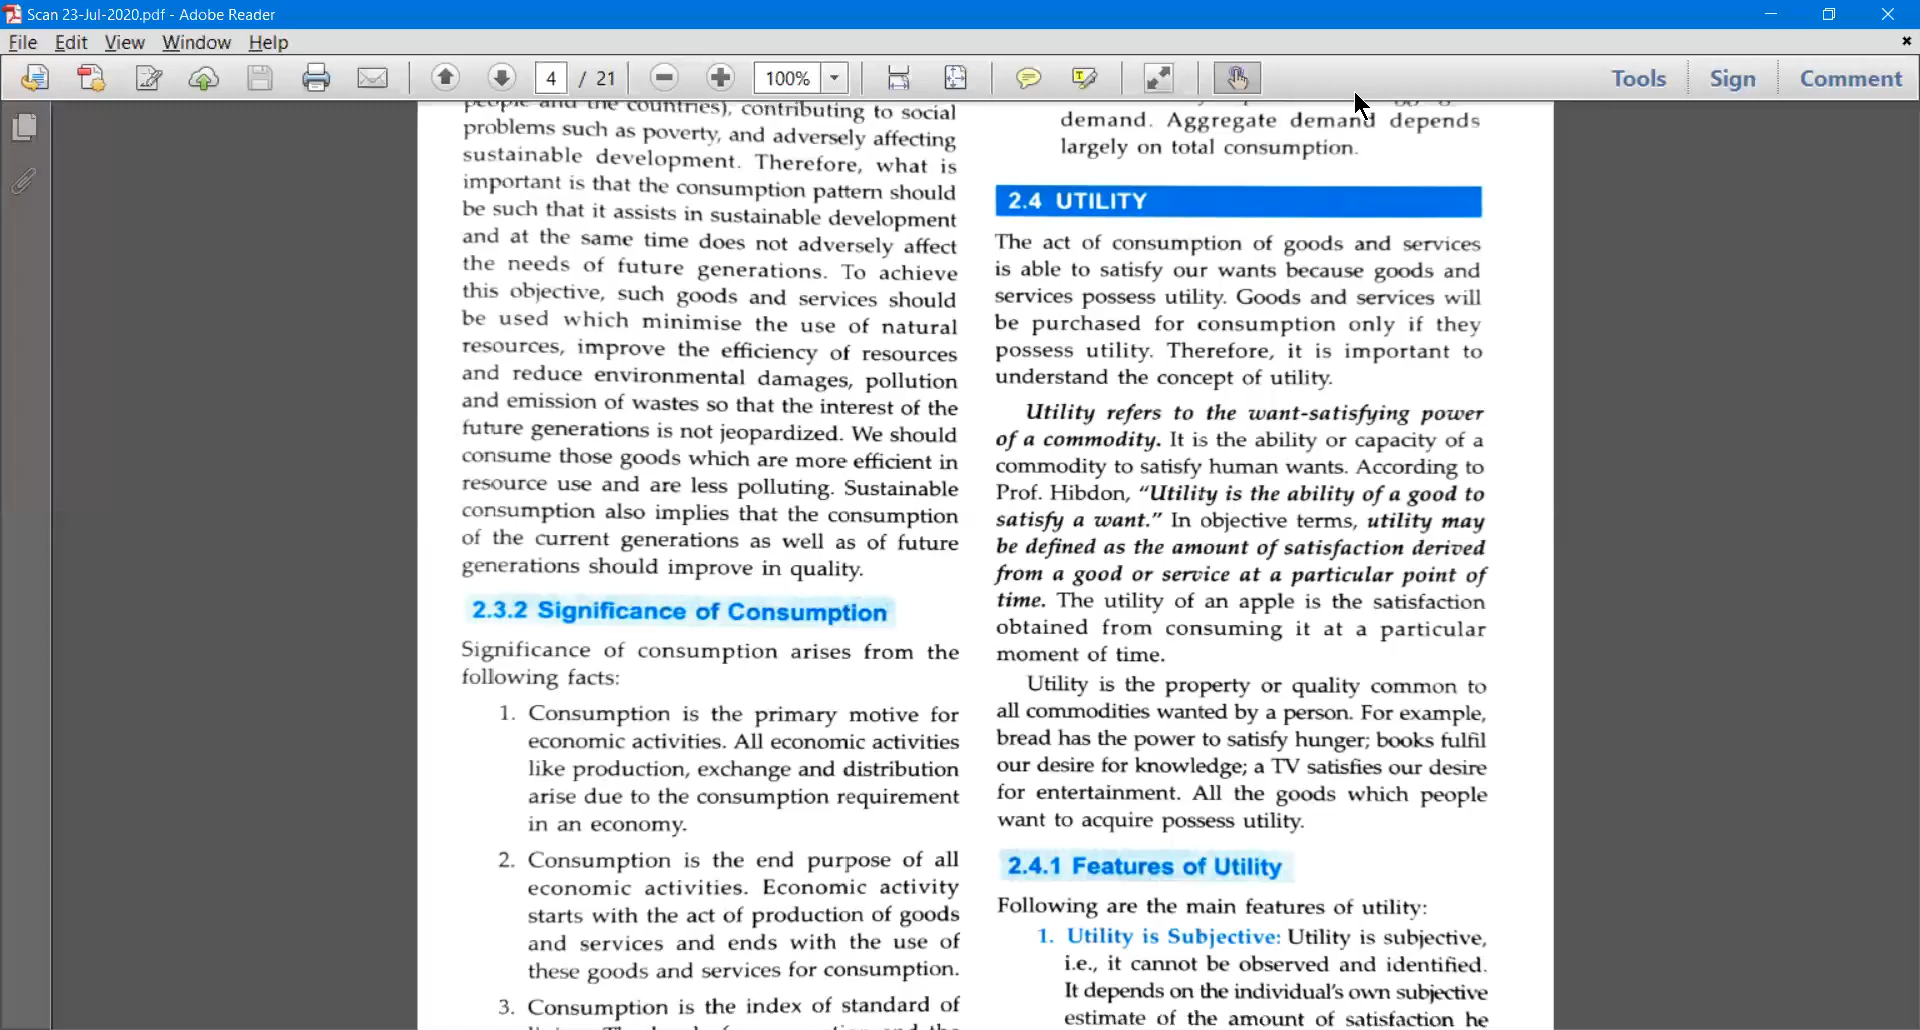 Scan 23-Jul-2020.pdf - Adobe Reader
File Edit View Window Help
4 / 21 100% Tools Sign Comment
people and the countries), contributing to social
problems such as poverty, and adversely affecting
sustainable development. Therefore, what is
important is that the consumption pattern should
be such that it assists in sustainable development
and at the same time does not adversely affect
the needs of future generations. To achieve
this objective, such goods and services should
be used which minimise the use of natural
resources, improve the efficiency of resources
and reduce environmental damages, pollution
and emission of wastes so that the interest of the
future generations is not jeopardized. We should
consume those goods which are more efficient in
resource use and are less polluting. Sustainable
consumption also implies that the consumption
of the current generations as well as of future
generations should improve in quality.
2.3.2 Significance of Consumption
Significance of consumption arises from the
following facts:
1. Consumption is the primary motive for
economic activities. All economic activities
like production, exchange and distribution
arise due to the consumption requirement
in an economy.
2. Consumption is the end purpose of all
economic activities. Economic activity
starts with the act of production of goods
and services and ends with the use of
these goods and services for consumption.
3. Consumption is the index of standard of
demand. Aggregate demand depends
largely on total consumption.
2.4 UTILITY
The act of consumption of goods and services
is able to satisfy our wants because goods and
services possess utility. Goods and services will
be purchased for consumption only if they
possess utility. Therefore, it is important to
understand the concept of utility.
Utility refers to the want-satisfying power
of a commodity. It is the ability or capacity of a
commodity to satisfy human wants. According to
Prof. Hibdon, "Utility is the ability of a good to
satisfy a want." In objective terms, utility may
be defined as the amount of satisfaction derived
from a good or service at a particular point of
time. The utility of an apple is the satisfaction
obtained from consuming it at a particular
moment of time.
Utility is the property or quality common to
all commodities wanted by a person. For example,
bread has the power to satisfy hunger; books fulfil
our desire for knowledge; a TV satisfies our desire
for entertainment. All the goods which people
want to acquire possess utility.
2.4.1 Features of Utility
Following are the main features of utility:
1. Utility is Subjective: Utility is subjective,
i.e., it cannot be observed and identified.
It depends on the individual's own subjective
estimate of the amount of satisfaction he